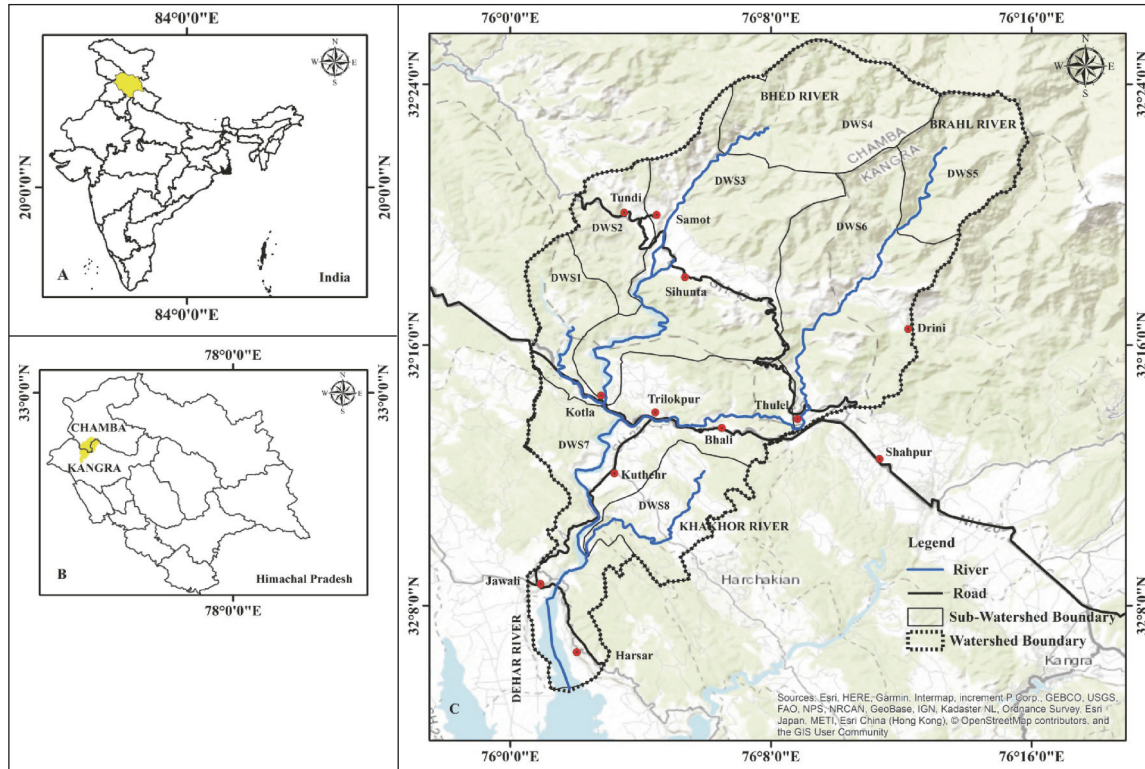 84°0'0"E
N
W
E
S
20°0'0"N
20°0'0"N
A
India
84°0'0"E
78°0'0"E
33°0'0"N
33°0'0"N
N
W
E
S
CHAMBA
KANGRA
B
Himachal Pradesh
78°0'0"E
76°0'0"E
76°8'0"E
76°16'0"E
N
W
E
S
32°24'0"N
32°24'0"N
BHED RIVER
DWS4
BRAHL RIVER
CHAMBA
KANGRA
DWS3
DWS5
Tundi
Samot
DWS2
DWS6
DWS1
Sihunta
Drini
32°16'0"N
32°16'0"N
Kotla
Trilokpur
Thulel
Bhali
DWS7
Shahpur
Kuthehr
DWS8
KHAKHOR RIVER
Legend
River
Road
Sub-Watershed Boundary
Watershed Boundary
Jawali
Harchakian
32°8'0"N
32°8'0"N
DEHAR RIVER
Harsar
Kangra
C
Sources: Esri, HERE, Garmin, Intermap, increment P Corp., GEBCO, USGS,
FAO, NPS, NRCAN, GeoBase, IGN, Kadaster NL, Ordnance Survey, Esri
Japan, METI, Esri China (Hong Kong), © OpenStreetMap contributors, and
the GIS User Community
76°0'0"E
76°8'0"E
76°16'0"E